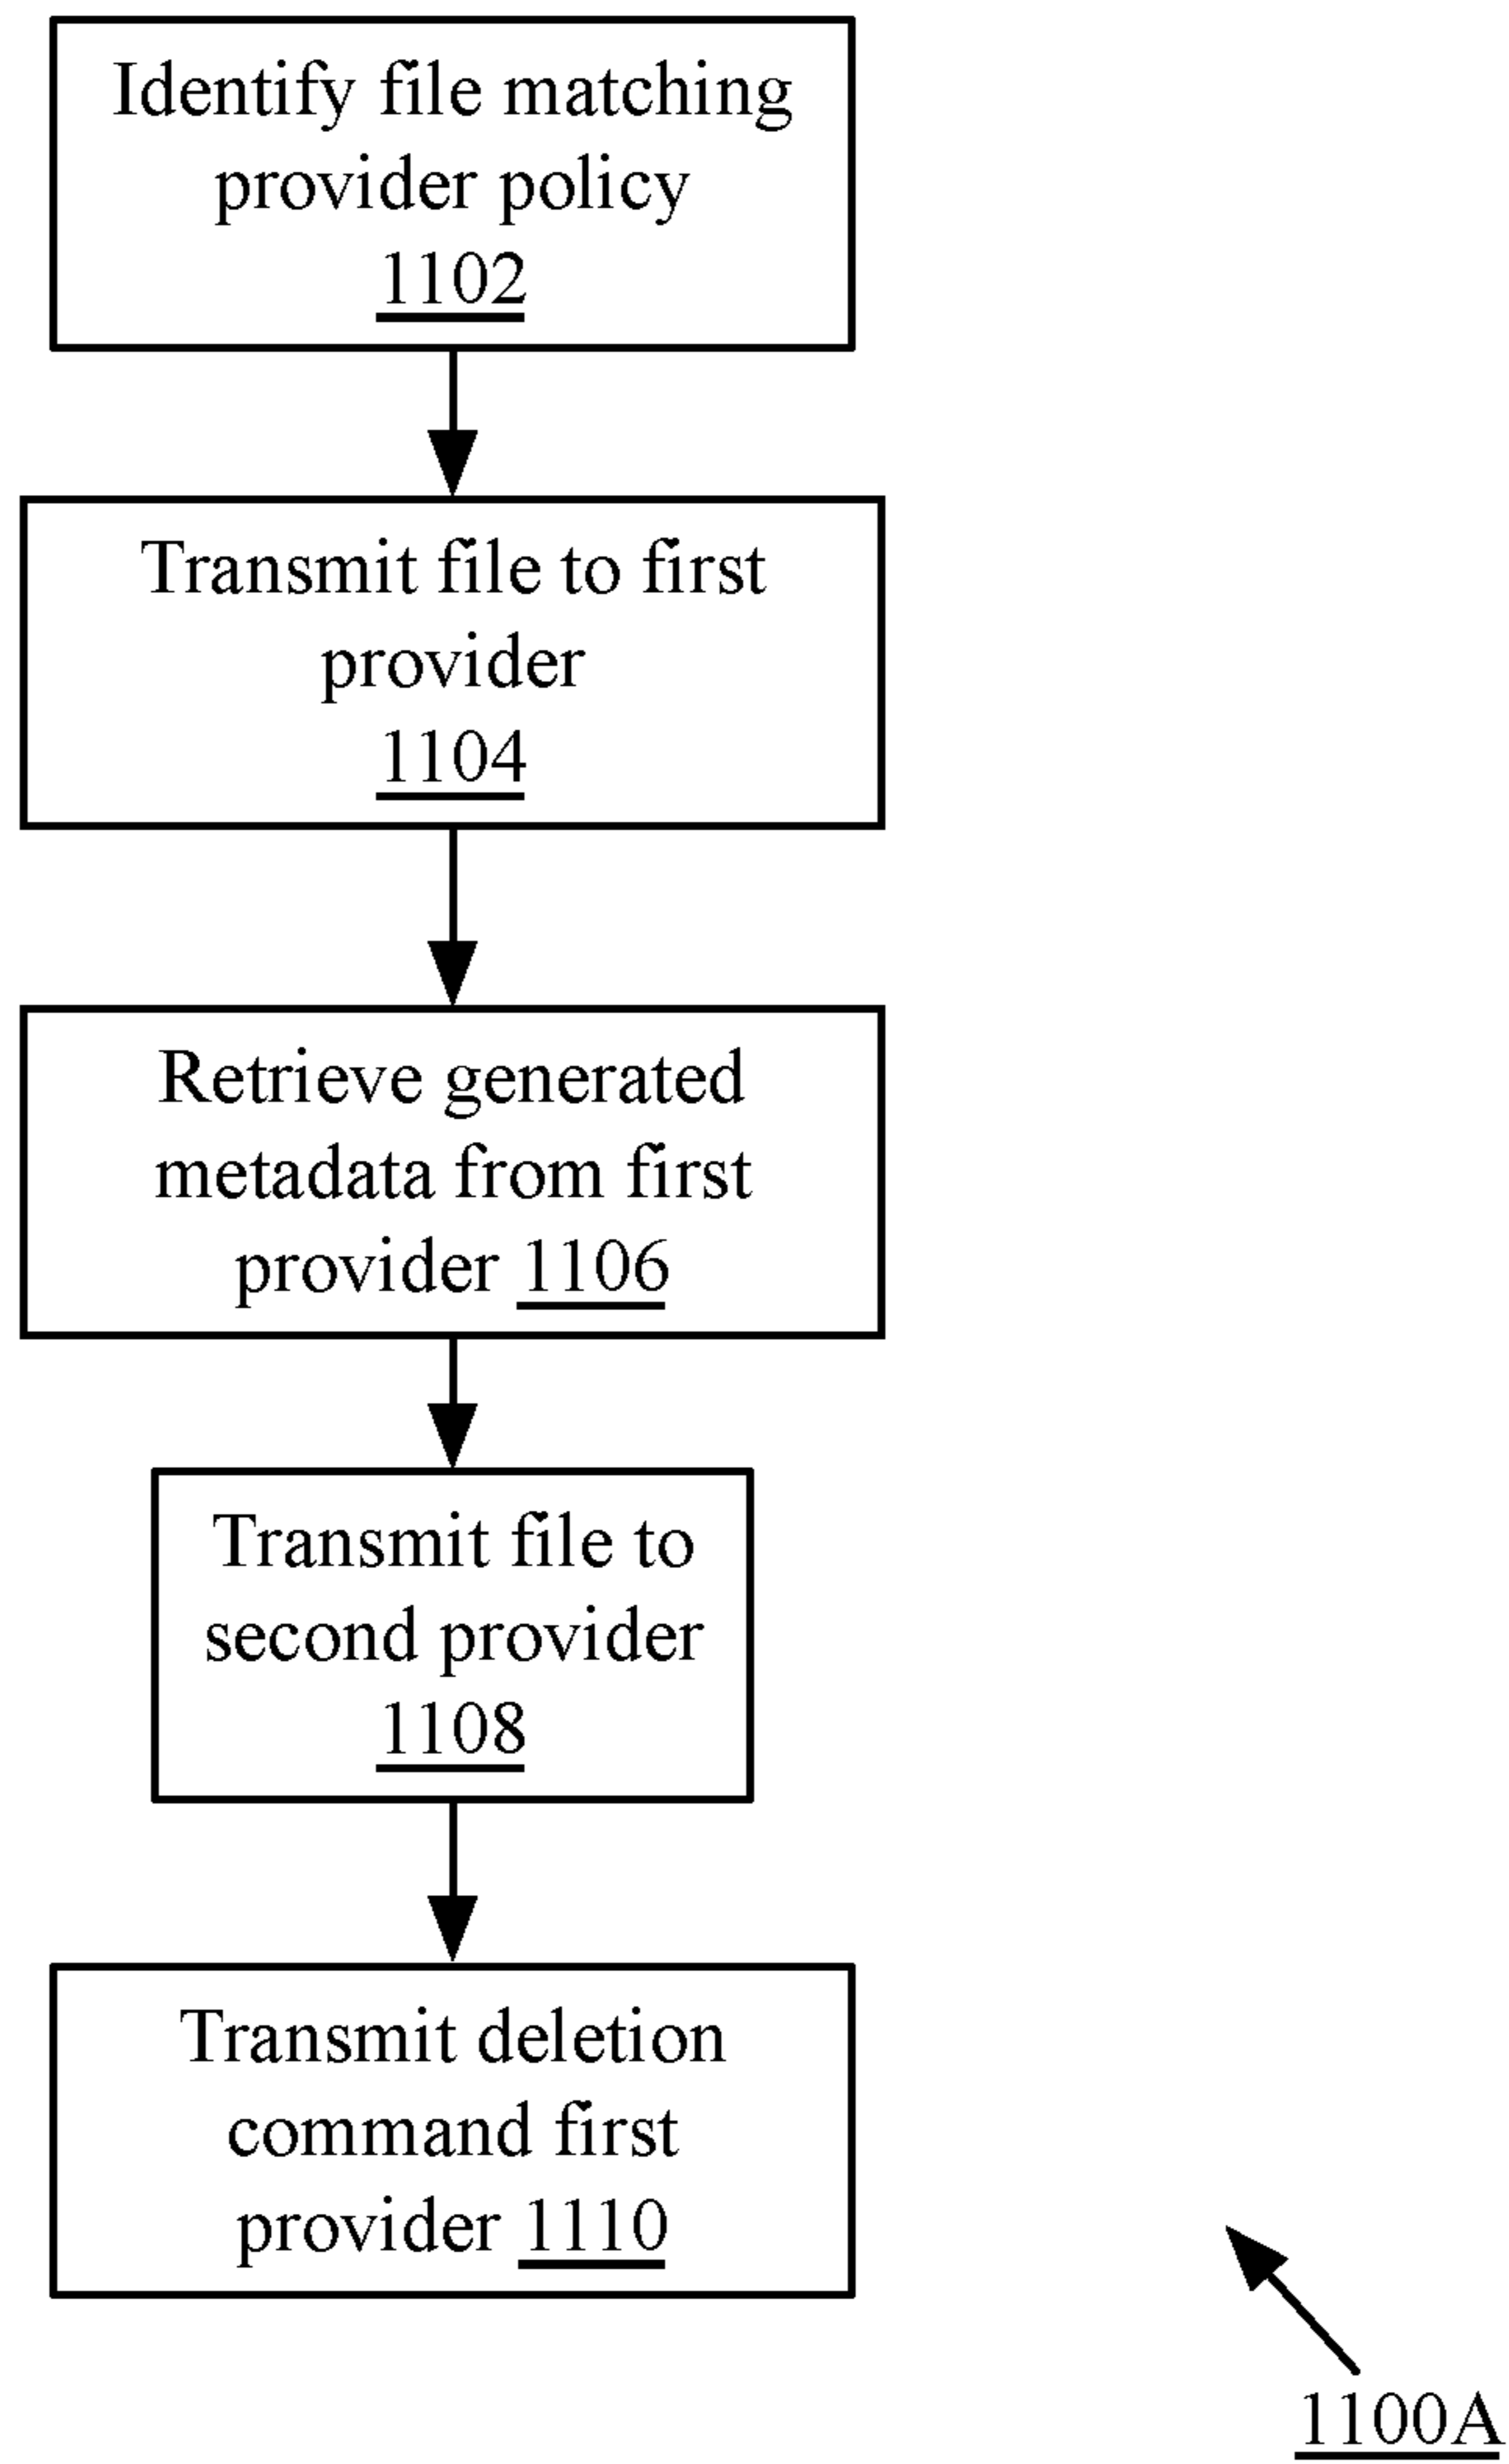 Identify file matching
provider policy
1102
Transmit file to first
provider
1104
Retrieve generated
metadata from first
provider 1106
Transmit file to
second provider
1108
Transmit deletion
command first
provider 1110
1100A